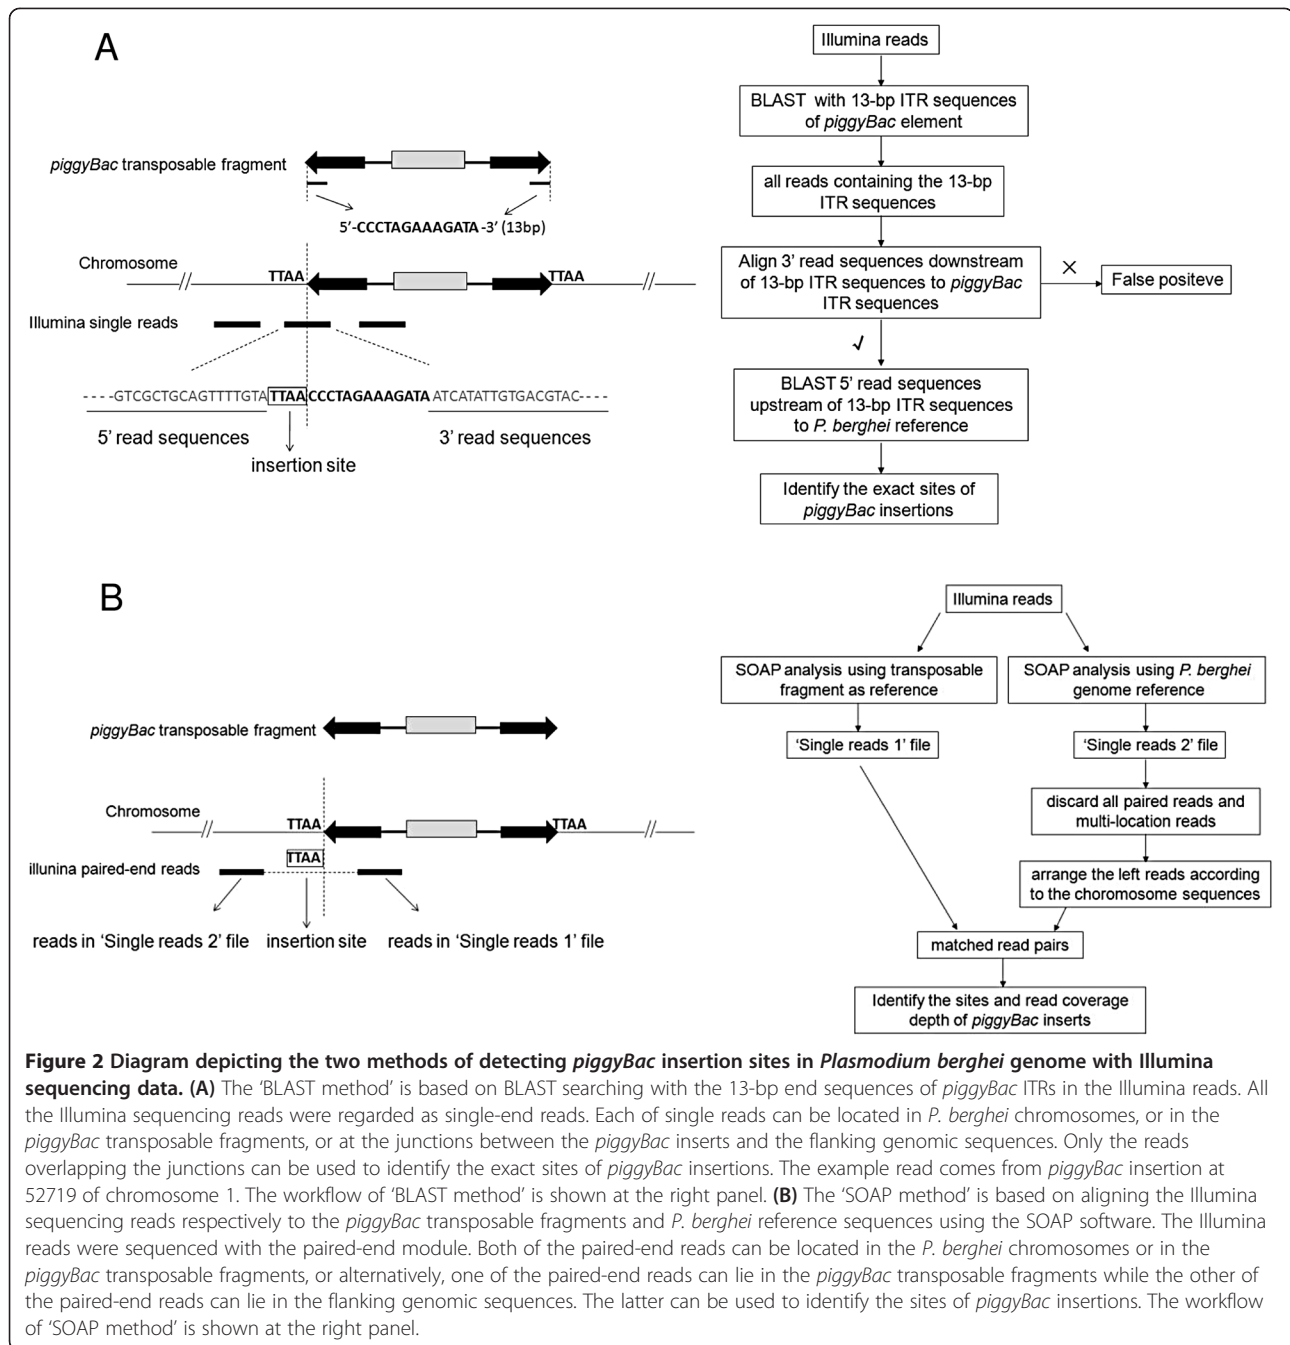 A
piggyBac transposable fragment
5'-CCCTAGAAAGATA-3' (13bp)
Chromosome
TTAA
TTAA
//
//
Illumina single reads
----GTCGCTGCAGTTTTGTATTAACCCTAGAAAGATAATCATATTGTGACGTAC----
5' read sequences
3' read sequences
insertion site
Illumina reads
BLAST with 13-bp ITR sequences
of piggyBac element
all reads containing the 13-bp
ITR sequences
Align 3' read sequences downstream
of 13-bp ITR sequences to piggyBac
ITR sequences
×
False positeve
√
BLAST 5' read sequences
upstream of 13-bp ITR sequences
to P. berghei reference
Identify the exact sites of
piggyBac insertions
B
piggyBac transposable fragment
Chromosome
TTAA
TTAA
//
//
TTAA
illunina paired-end reads
reads in 'Single reads 2' file
insertion site
reads in 'Single reads 1' file
Illumina reads
SOAP analysis using transposable
fragment as reference
SOAP analysis using P. berghei
genome reference
'Single reads 1' file
'Single reads 2' file
discard all paired reads and
multi-location reads
arrange the left reads according
to the choromosome sequences
matched read pairs
Identify the sites and read coverage
depth of piggyBac inserts
Figure 2 Diagram depicting the two methods of detecting piggyBac insertion sites in Plasmodium berghei genome with Illumina
sequencing data. (A) The 'BLAST method' is based on BLAST searching with the 13-bp end sequences of piggyBac ITRs in the Illumina reads. All
the Illumina sequencing reads were regarded as single-end reads. Each of single reads can be located in P. berghei chromosomes, or in the
piggyBac transposable fragments, or at the junctions between the piggyBac inserts and the flanking genomic sequences. Only the reads
overlapping the junctions can be used to identify the exact sites of piggyBac insertions. The example read comes from piggyBac insertion at
52719 of chromosome 1. The workflow of 'BLAST method' is shown at the right panel. (B) The 'SOAP method' is based on aligning the Illumina
sequencing reads respectively to the piggyBac transposable fragments and P. berghei reference sequences using the SOAP software. The Illumina
reads were sequenced with the paired-end module. Both of the paired-end reads can be located in the P. berghei chromosomes or in the
piggyBac transposable fragments, or alternatively, one of the paired-end reads can lie in the piggyBac transposable fragments while the other of
the paired-end reads can lie in the flanking genomic sequences. The latter can be used to identify the sites of piggyBac insertions. The workflow
of 'SOAP method' is shown at the right panel.